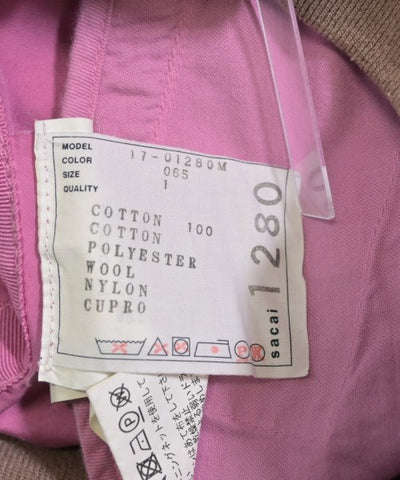 MODEL 17-01280M
COLOR 065
SIZE 1
QUALITY
COTTON 100
COTTON
POLYESTER
WOOL
NYLON
CUPRO
sacai 1280